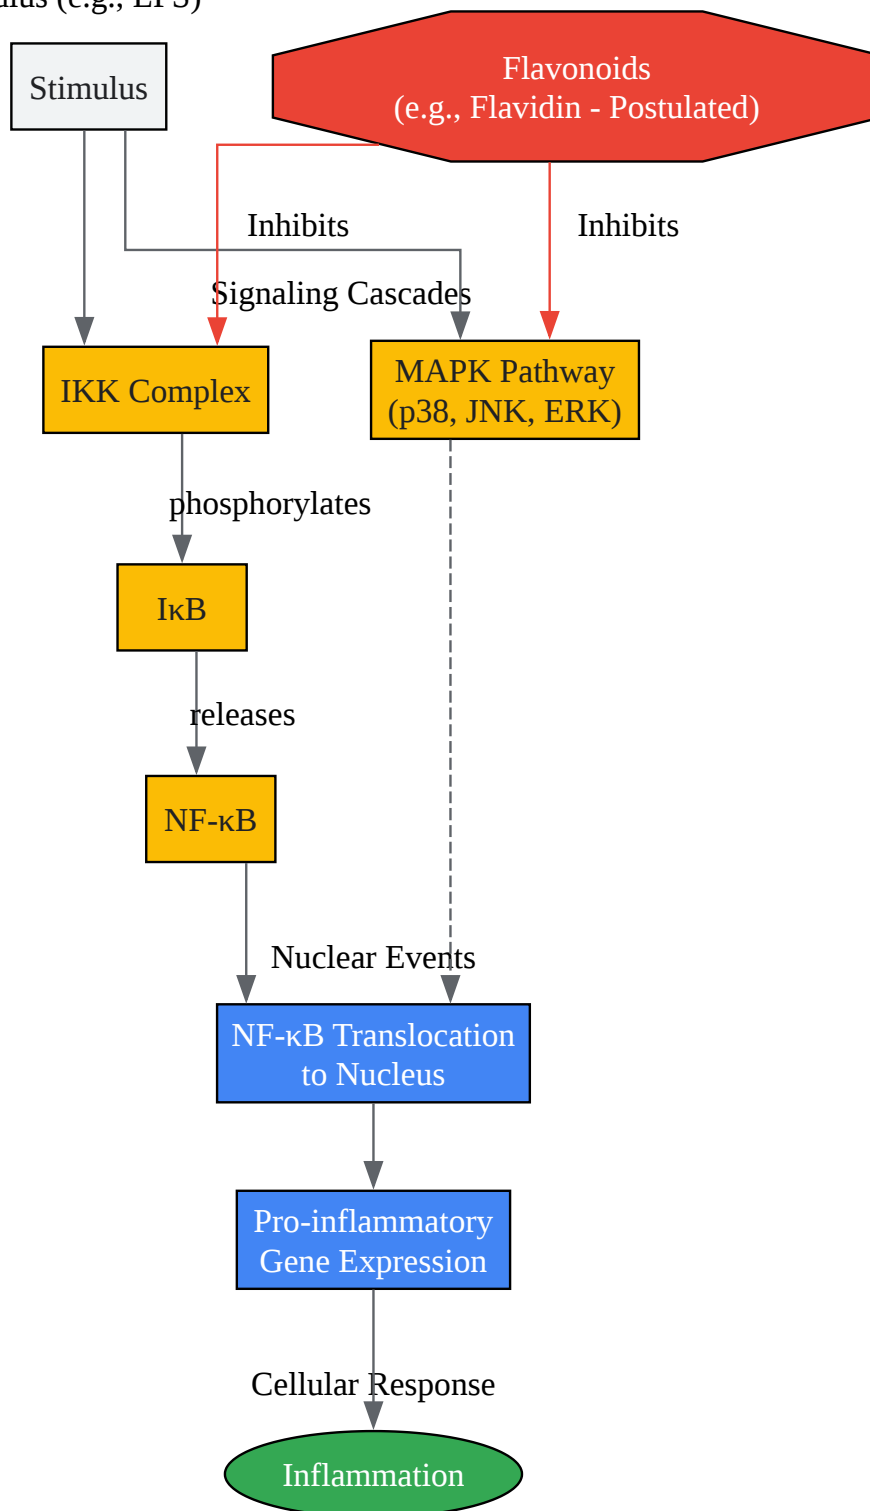 (e.g., LPS)
Stimulus
Flavonoids
(e.g., Flavidin - Postulated)
Inhibits
Inhibits
Signaling Cascades
IKK Complex
MAPK Pathway
(p38, JNK, ERK)
phosphorylates
IκB
releases
NF-κB
Nuclear Events
NF-κB Translocation
to Nucleus
Pro-inflammatory
Gene Expression
Cellular Response
Inflammation